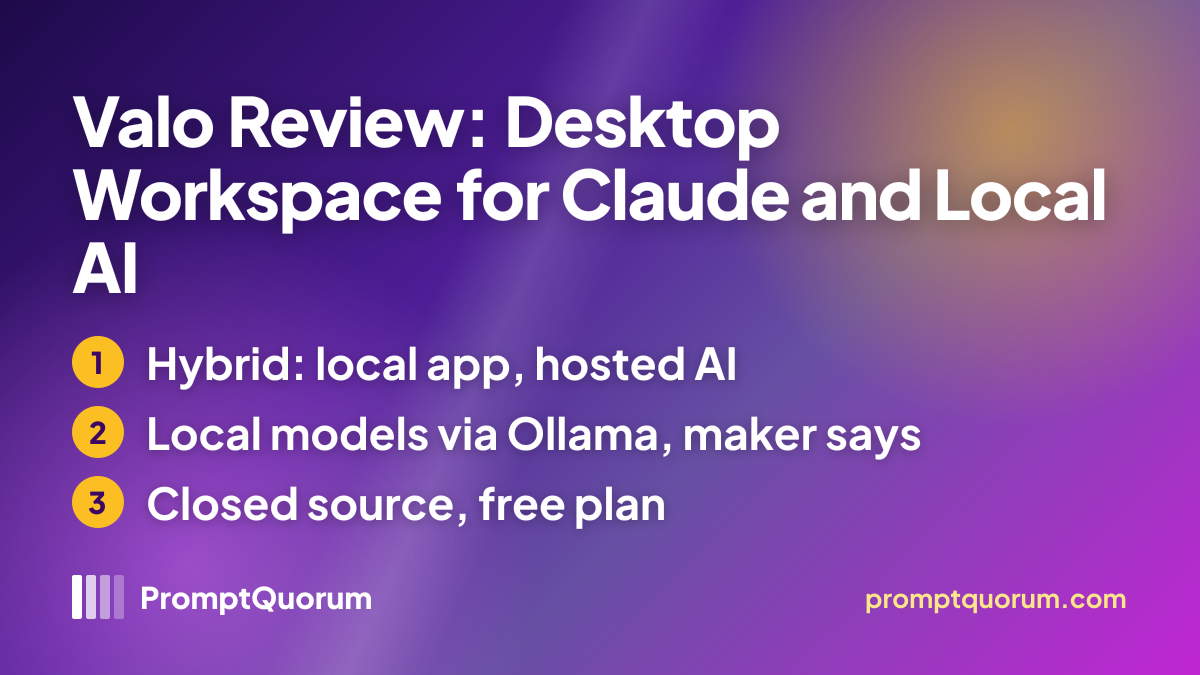 Valo Review: Desktop
Workspace for Claude and Local
AI
1 Hybrid: local app, hosted AI
2 Local models via Ollama, maker says
3 Closed source, free plan
PromptQuorum
promptquorum.com